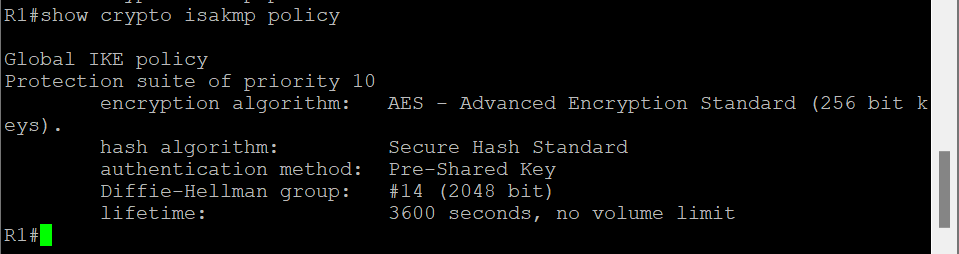 R1#show crypto isakmp policy
Global IKE policy
Protection suite of priority 10
encryption algorithm:   AES - Advanced Encryption Standard (256 bit k
eys).
hash algorithm:         Secure Hash Standard
authentication method:  Pre-Shared Key
Diffie-Hellman group:   #14 (2048 bit)
lifetime:               3600 seconds, no volume limit
R1#